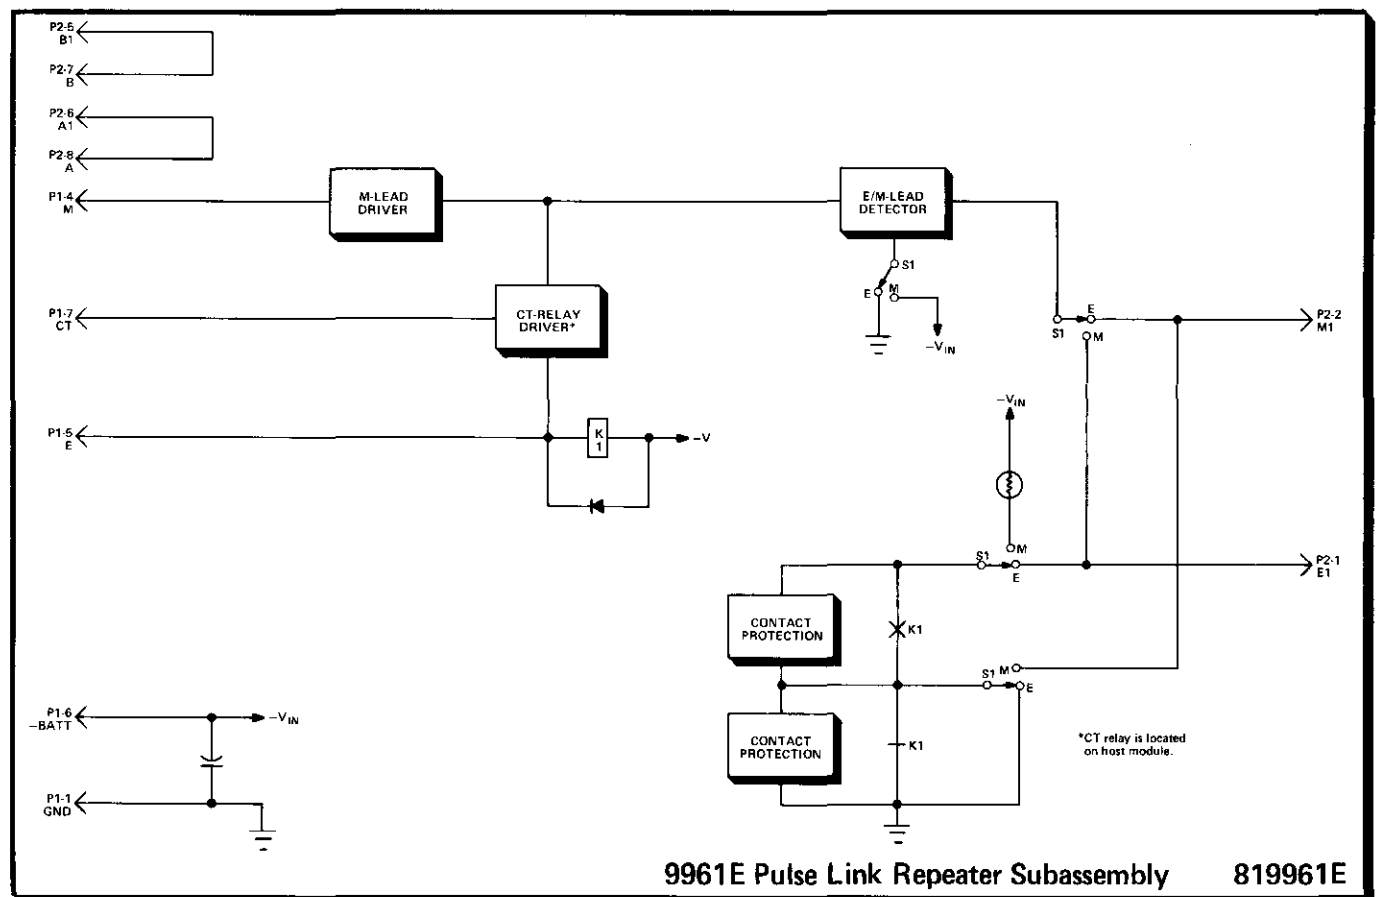 P2-5
B1
P2-7
B
P2-6
A1
P2-8
A
P1-4
M
M-LEAD
DRIVER
E/M-LEAD
DETECTOR
S1
E M
-VIN
P1-7
CT
CT-RELAY
DRIVER*
S1
E
M
P2-2
M1
P1-5
E
K
1
-V
-VIN
M
S1
E
P2-1
E1
CONTACT
PROTECTION
K1
S1 M
E
CONTACT
PROTECTION
K1
*CT relay is located
on host module.
P1-6
-BATT
-VIN
P1-1
GND
9961E Pulse Link Repeater Subassembly 819961E